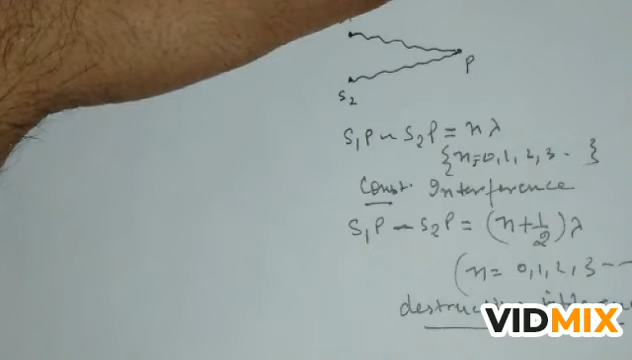 P
S2
S1P ~ S2P = nλ
{n=0,1,2,3 - }
Const. Interference
S1P ~ S2P = (n+1/2)λ
(n= 0,1,2,3 ---
VIDMIX